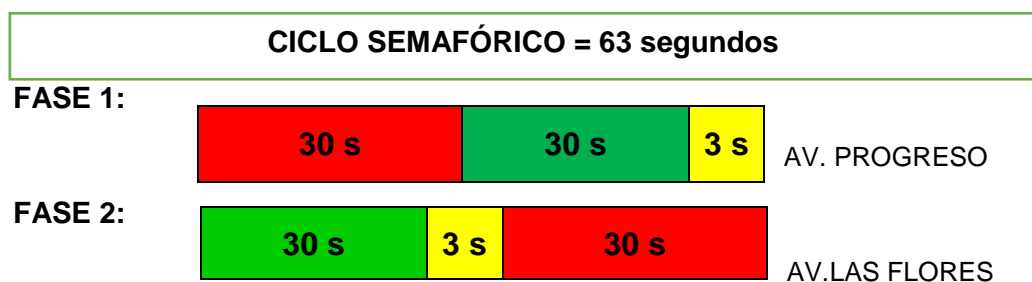 CICLO SEMAFÓRICO = 63 segundos
FASE 1:
30 s 30 s 3 s AV. PROGRESO
FASE 2:
30 s 3 s 30 s AV.LAS FLORES